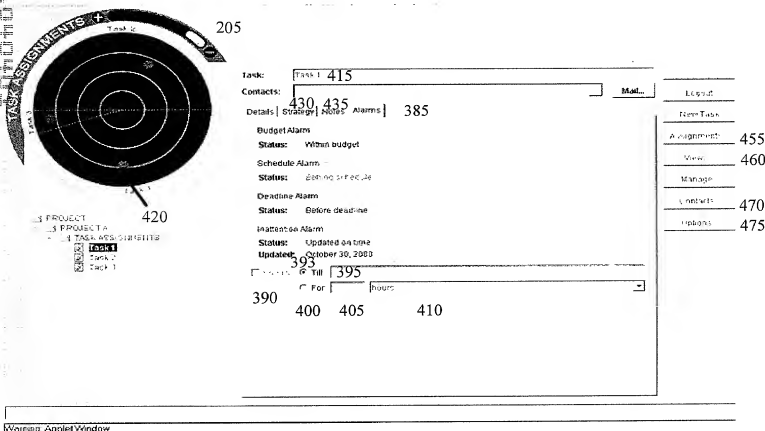 TASK ASSIGNMENTS
Task 2
205
Task 3
Task 1
420
PROJECT
PROJECT A
TASK ASSIGNMENTS
Task 1
Task 2
Task: Task 1 415
Contacts: Mail...
430 435
Details Strategy Notes Alarms 385
Budget Alarm
Status: Within budget
Schedule Alarm
Status: Behind schedule
Deadline Alarm
Status: Before deadline
Inattention Alarm
Status: Updated on time
Updated: October 30, 2000
393
Till 395
For hours
390
400 405 410
Logout
New Task
Assignments 455
View 460
Manage
Contacts 470
Options 475
Warning: Applet Window